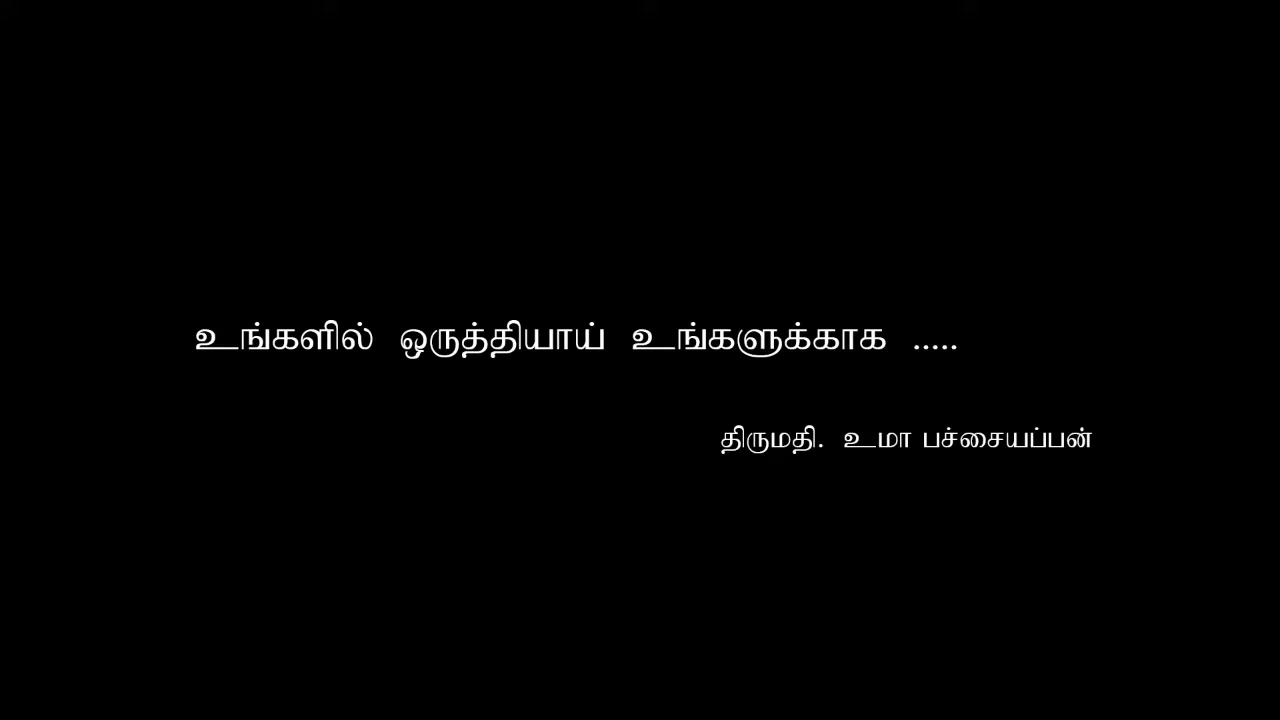 உங்களில் ஒருத்தியாய் உங்களுக்காக .....
திருமதி. உமா பச்சையப்பன்